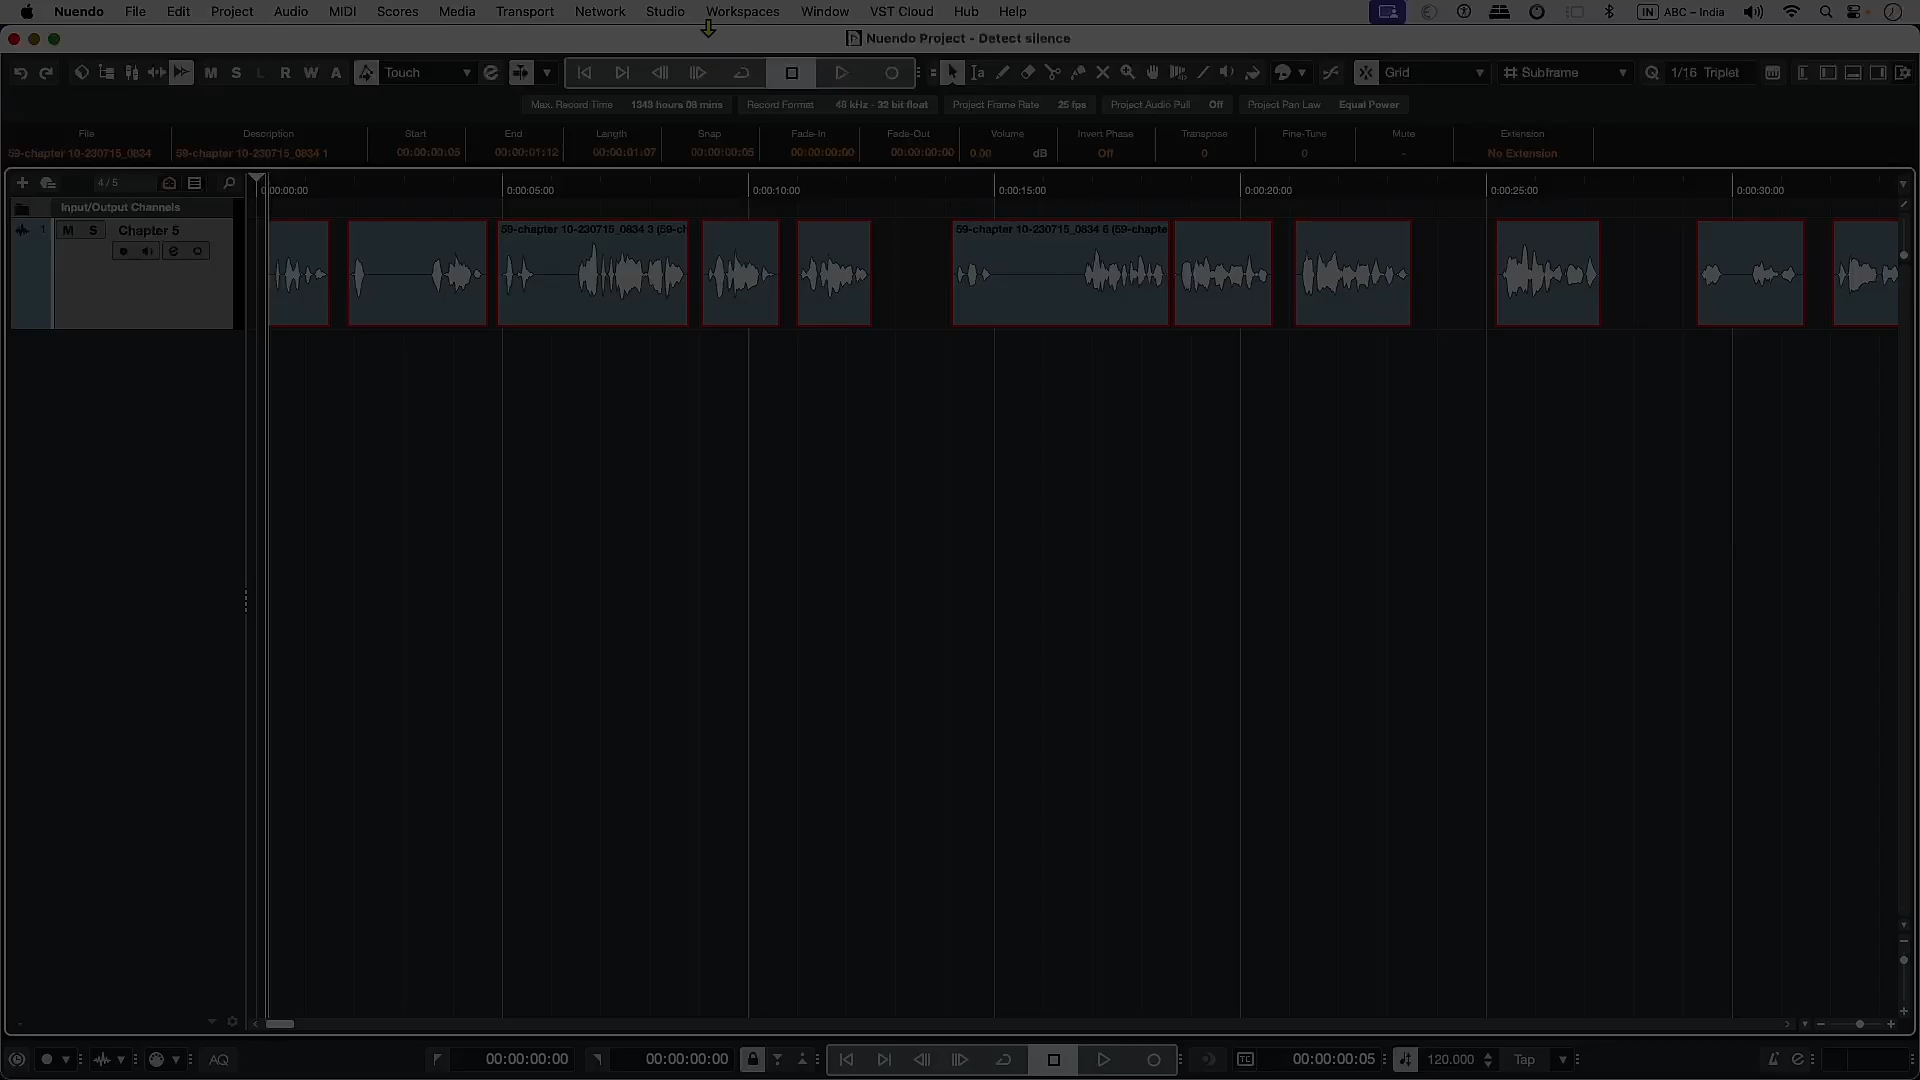 Nuendo File Edit Project Audio MIDI Scores Media Transport Network Studio Workspaces Window VST Cloud Hub Help IN ABC – India
Nuendo Project - Detect silence
M S L R W A Touch Grid Subframe 1/16 Triplet
Max. Record Time 1343 hours 08 mins Record Format 48 kHz - 32 bit float Project Frame Rate 25 fps Project Audio Pull Off Project Pan Law Equal Power
File Description Start End Length Snap Fade-In Fade-Out Volume Invert Phase Transpose Fine-Tune Mute Extension
59-chapter 10-230715_0834 59-chapter 10-230715_0834 1 00:00:00:05 00:00:01:12 00:00:01:07 00:00:00:05 00:00:00:00 00:00:00:00 0.00 dB Off 0 0 - No Extension
4/5 0:00:00:00 0:00:05:00 0:00:10:00 0:00:15:00 0:00:20:00 0:00:25:00 0:00:30:00
Input/Output Channels
1 M S Chapter 5
59-chapter 10-230715_0834 3 (59-ch 59-chapter 10-230715_0834 6 (59-chapte
AQ 00:00:00:00 00:00:00:00 TC 00:00:00:05 120.000 Tap